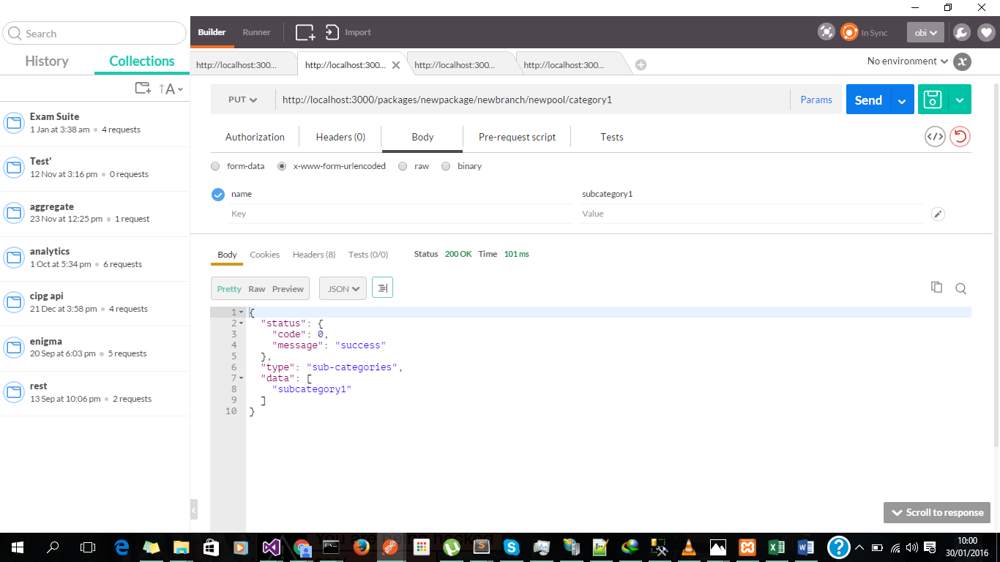 Search
Builder
Runner
Import
In Sync
obi
History
Collections
http://localhost:300...
http://localhost:300...
http://localhost:300...
http://localhost:300...
No environment
A
Exam Suite
1 Jan at 3:38 am 4 requests
Test'
12 Nov at 3:16 pm 0 requests
aggregate
23 Nov at 12:25 pm 1 request
analytics
1 Oct at 5:34 pm 6 requests
cipg api
21 Dec at 3:58 pm 4 requests
enigma
20 Sep at 6:03 pm 5 requests
rest
13 Sep at 10:06 pm 2 requests
PUT
http://localhost:3000/packages/newpackage/newbranch/newpool/category1
Params
Send
Authorization
Headers (0)
Body
Pre-request script
Tests
form-data
x-www-form-urlencoded
raw
binary
name
subcategory1
Key
Value
Body
Cookies
Headers (8)
Tests (0/0)
Status 200 OK Time 101 ms
Pretty Raw Preview
JSON
1 {
2 "status": {
3 "code": 0,
4 "message": "success"
5 },
6 "type": "sub-categories",
7 "data": [
8 "subcategory1"
9 ]
10 }
Scroll to response
You are being hacked
10:00
30/01/2016